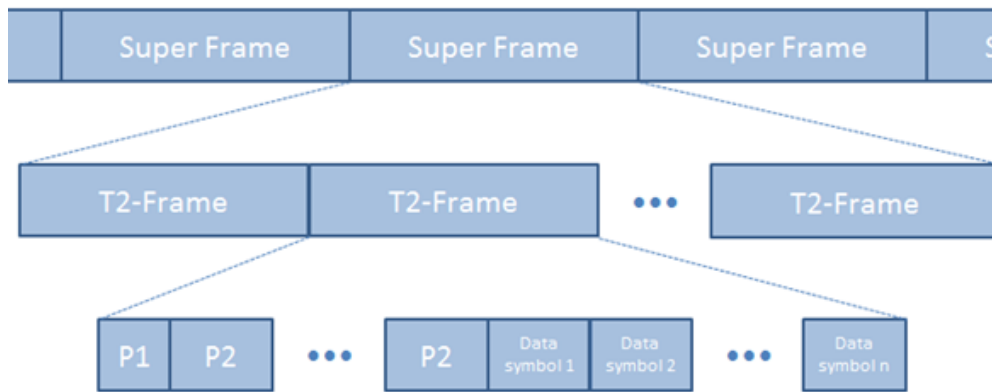 Super Frame Super Frame Super Frame S
T2-Frame T2-Frame ••• T2-Frame
P1 P2 ••• P2 Data symbol 1 Data symbol 2 ••• Data symbol n